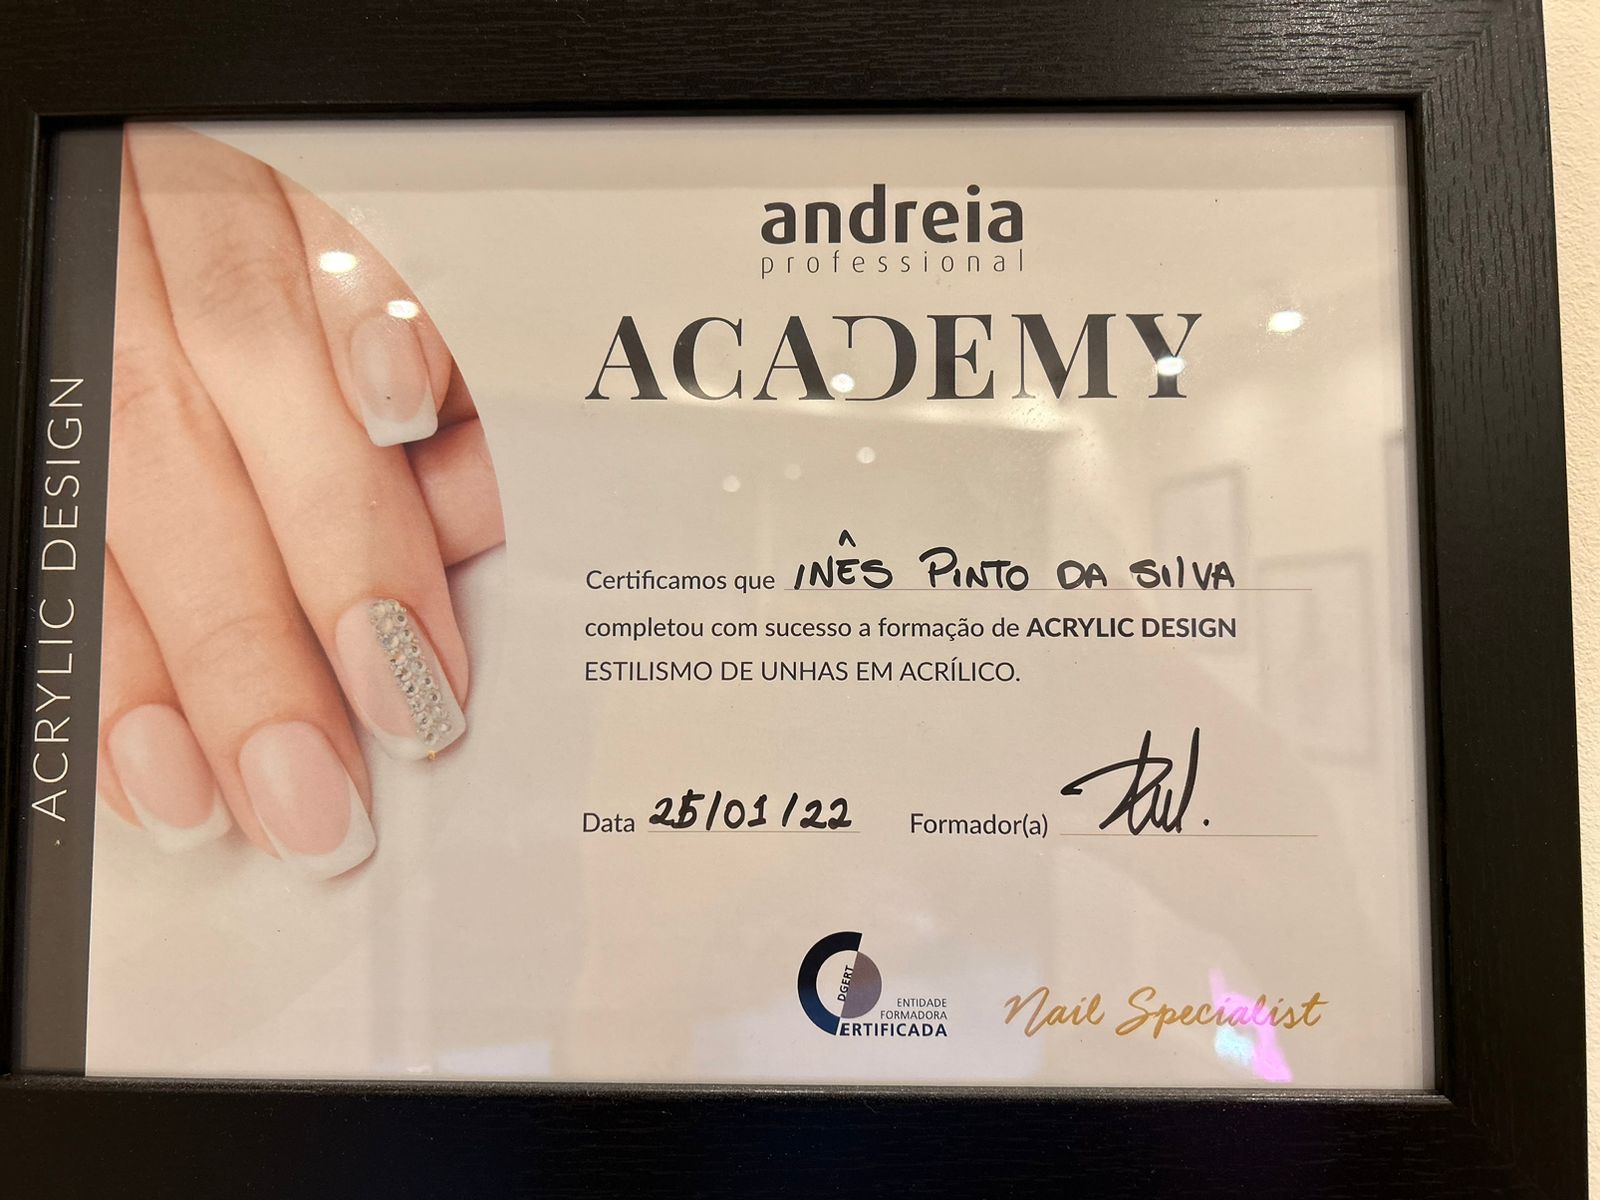 andreia
professional
ACADEMY
ACRYLIC DESIGN
Certificamos que INÊS PINTO DA SILVA
completou com sucesso a formação de ACRYLIC DESIGN
ESTILISMO DE UNHAS EM ACRÍLICO.
Data 25/01/22 Formador(a)
DGERT
ENTIDADE
FORMADORA
CERTIFICADA
Nail Specialist